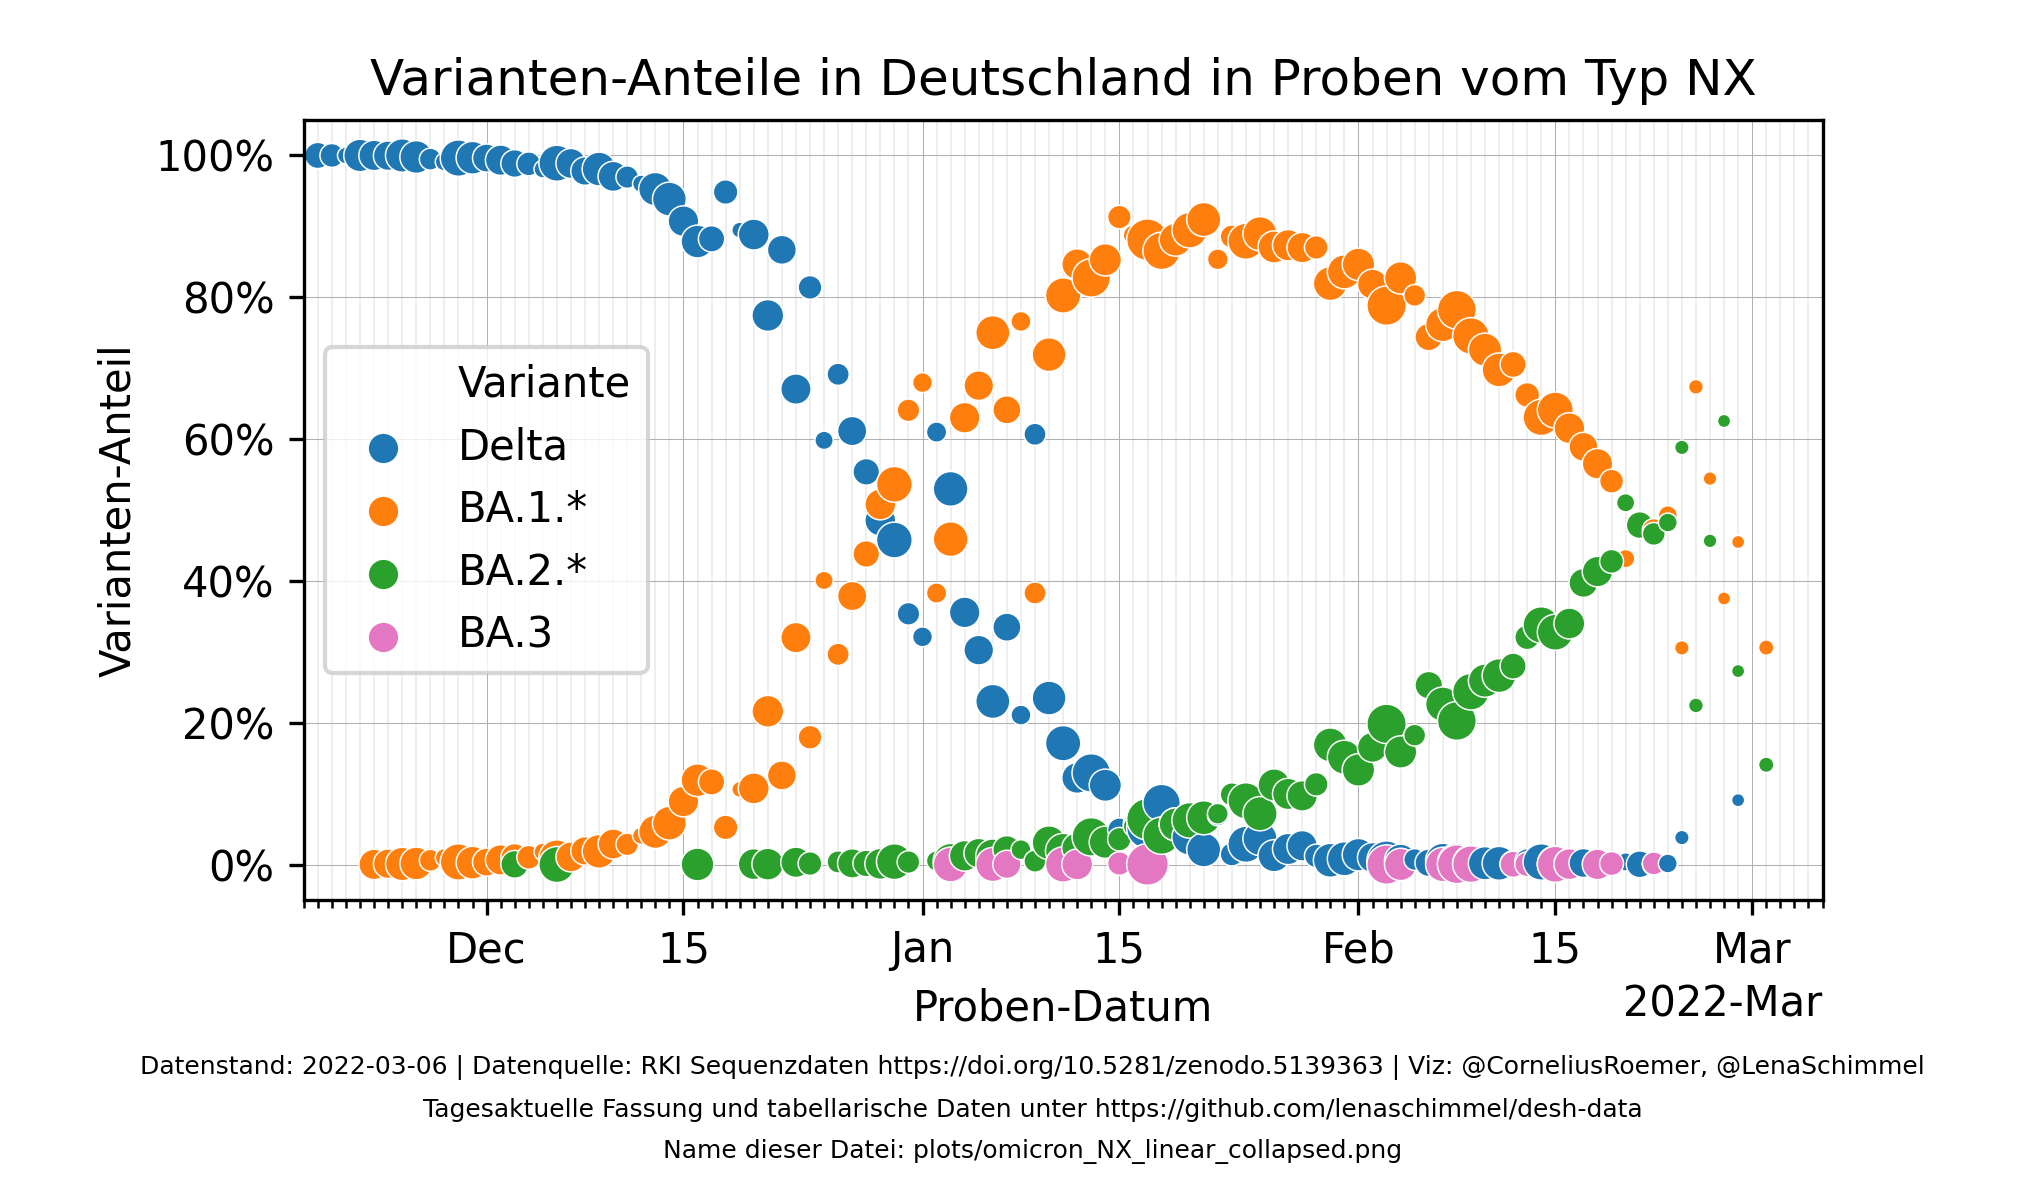 Varianten-Anteile in Deutschland in Proben vom Typ NX
Varianten-Anteil
100%
80%
60%
40%
20%
0%
Variante
Delta
BA.1.*
BA.2.*
BA.3
Dec 15 Jan 15 Feb 15 Mar
Proben-Datum
2022-Mar
Datenstand: 2022-03-06 | Datenquelle: RKI Sequenzdaten https://doi.org/10.5281/zenodo.5139363 | Viz: @CorneliusRoemer, @LenaSchimmel
Tagesaktuelle Fassung und tabellarische Daten unter https://github.com/lenaschimmel/desh-data
Name dieser Datei: plots/omicron_NX_linear_collapsed.png